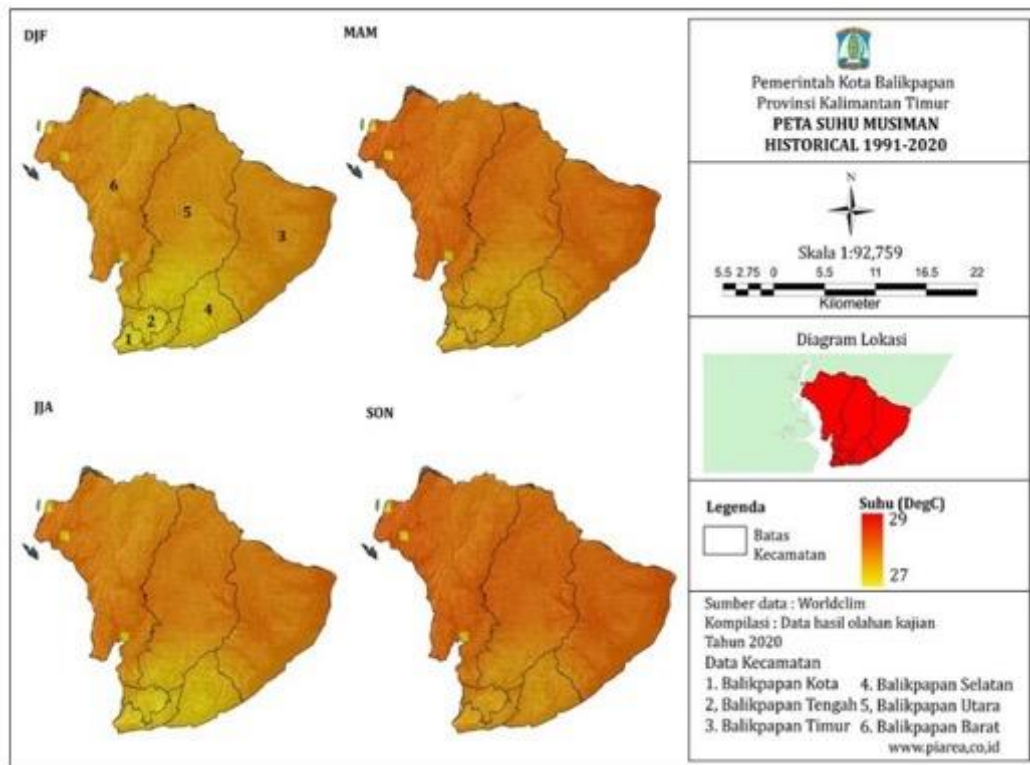 DJF
MAM
6
5
3
4
2
1
JJA
SON
Pemerintah Kota Balikpapan
Provinsi Kalimantan Timur
PETA SUHU MUSIMAN
HISTORICAL 1991-2020
N
Skala 1:92,759
5.5 2.75 0 5.5 11 16.5 22
Kilometer
Diagram Lokasi
Legenda
Batas
Kecamatan
Suhu (DegC)
29
27
Sumber data : Worldclim
Kompilasi : Data hasil olahan kajian
Tahun 2020
Data Kecamatan
1. Balikpapan Kota 4. Balikpapan Selatan
2, Balikpapan Tengah 5, Balikpapan Utara
3. Balikpapan Timur 6. Balikpapan Barat
www.piarea,co,id